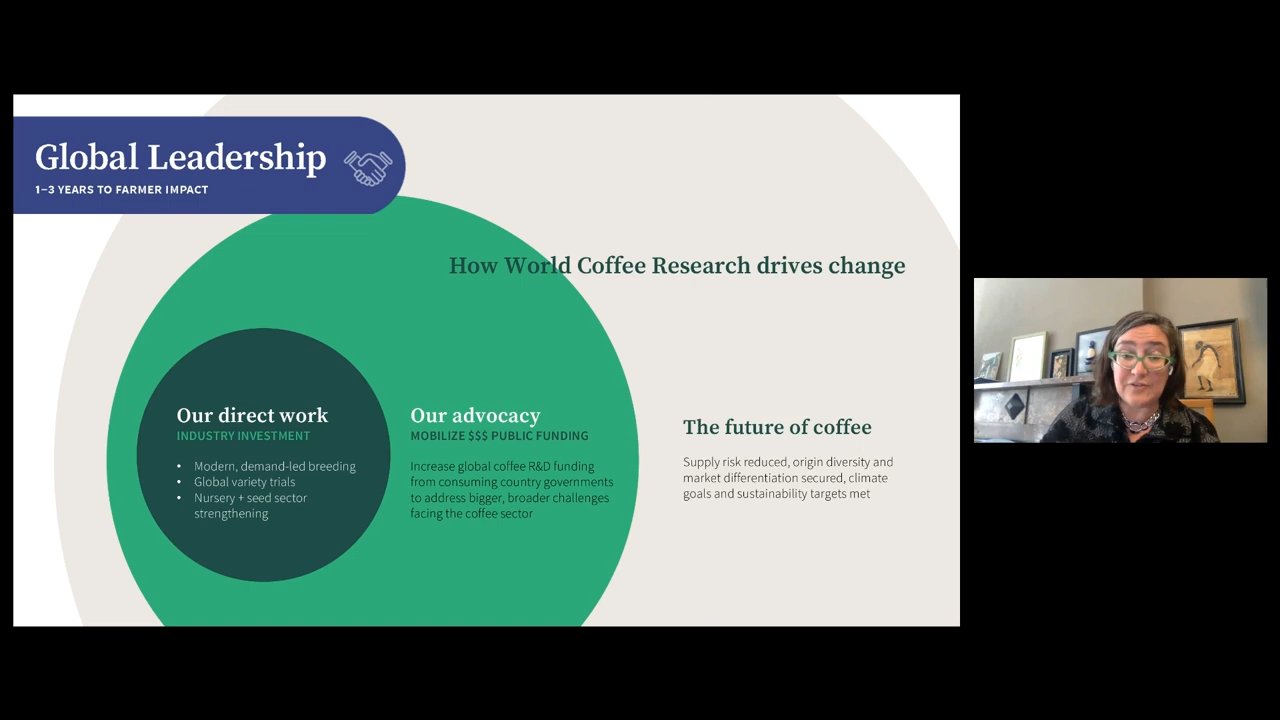 Global Leadership
1–3 YEARS TO FARMER IMPACT
How World Coffee Research drives change
Our direct work
INDUSTRY INVESTMENT
• Modern, demand-led breeding
• Global variety trials
• Nursery + seed sector
strengthening
Our advocacy
MOBILIZE $$$ PUBLIC FUNDING
Increase global coffee R&D funding
from consuming country governments
to address bigger, broader challenges
facing the coffee sector
The future of coffee
Supply risk reduced, origin diversity and
market differentiation secured, climate
goals and sustainability targets met